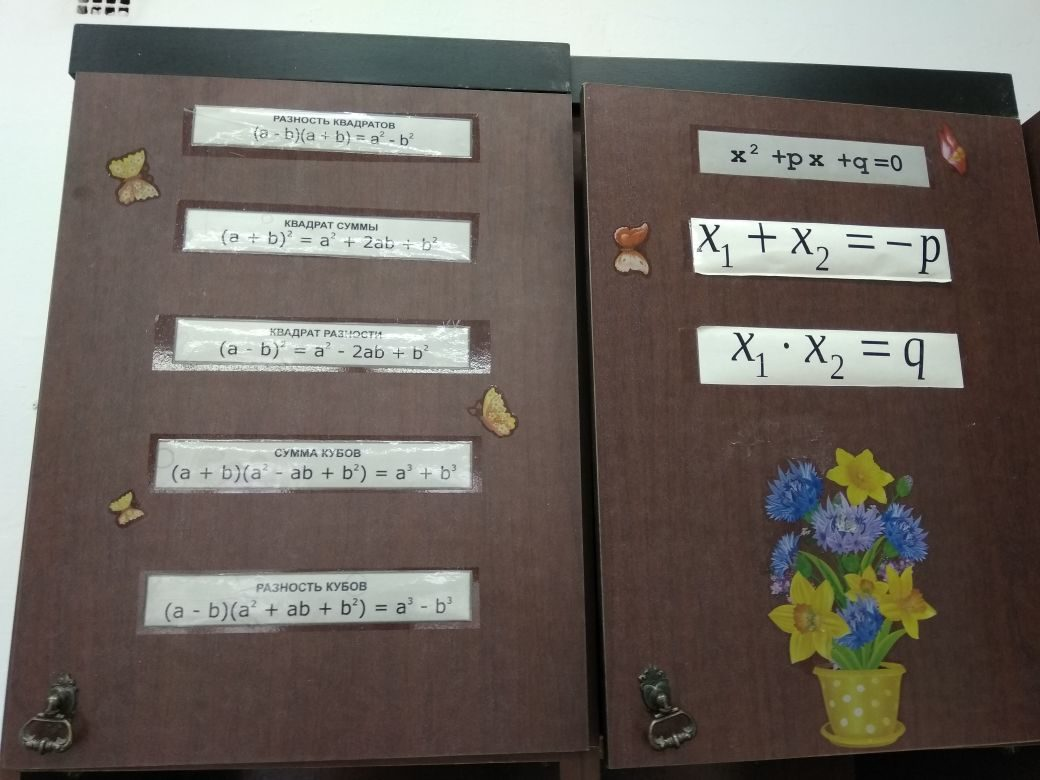 РАЗНОСТЬ КВАДРАТОВ
(a - b)(a + b) = a² - b²
КВАДРАТ СУММЫ
(a + b)² = a² + 2ab + b²
КВАДРАТ РАЗНОСТИ
(a - b)² = a² - 2ab + b²
СУММА КУБОВ
(a + b)(a² - ab + b²) = a³ + b³
РАЗНОСТЬ КУБОВ
(a - b)(a² + ab + b²) = a³ - b³
x² +px +q=0
x₁ + x₂ = -p
x₁ · x₂ = q